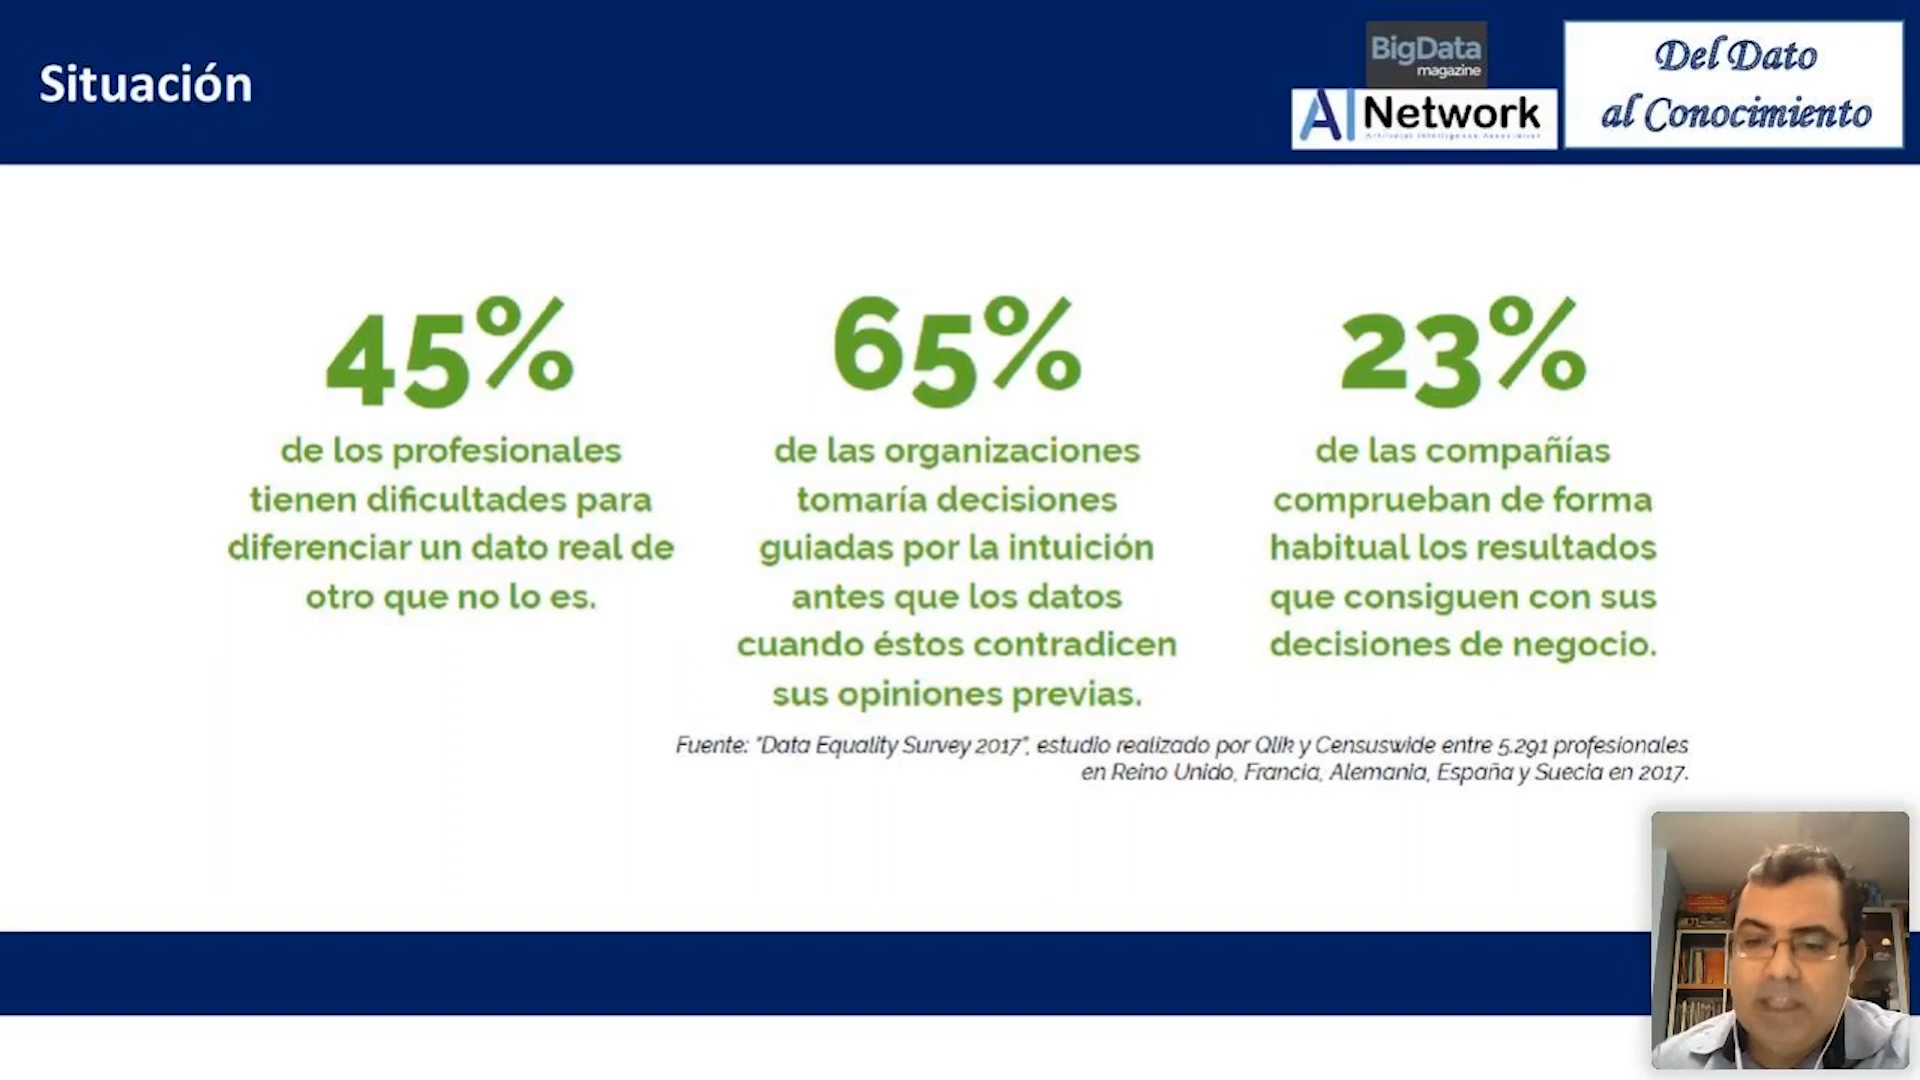 Situación
BigData
magazine
AI Network
Artificial Intelligence Association
Del Dato
al Conocimiento
45%
de los profesionales
tienen dificultades para
diferenciar un dato real de
otro que no lo es.
65%
de las organizaciones
tomaría decisiones
guiadas por la intuición
antes que los datos
cuando éstos contradicen
sus opiniones previas.
23%
de las compañías
comprueban de forma
habitual los resultados
que consiguen con sus
decisiones de negocio.
Fuente: "Data Equality Survey 2017", estudio realizado por Qlik y Censuswide entre 5.291 profesionales
en Reino Unido, Francia, Alemania, España y Suecia en 2017.